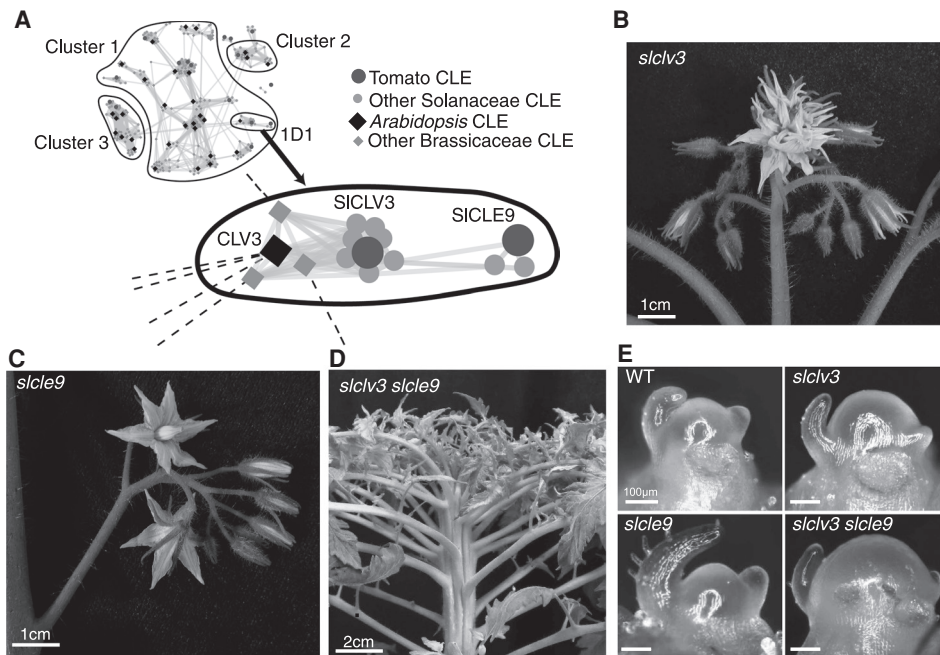 A
Cluster 1
Cluster 2
Cluster 3
1D1
Tomato CLE
Other Solanaceae CLE
Arabidopsis CLE
Other Brassicaceae CLE
SlCLV3
SlCLE9
CLV3
B
slclv3
1cm
C
slcle9
1cm
D
slclv3 slcle9
2cm
E
WT
100µm
slclv3
slcle9
slclv3 slcle9